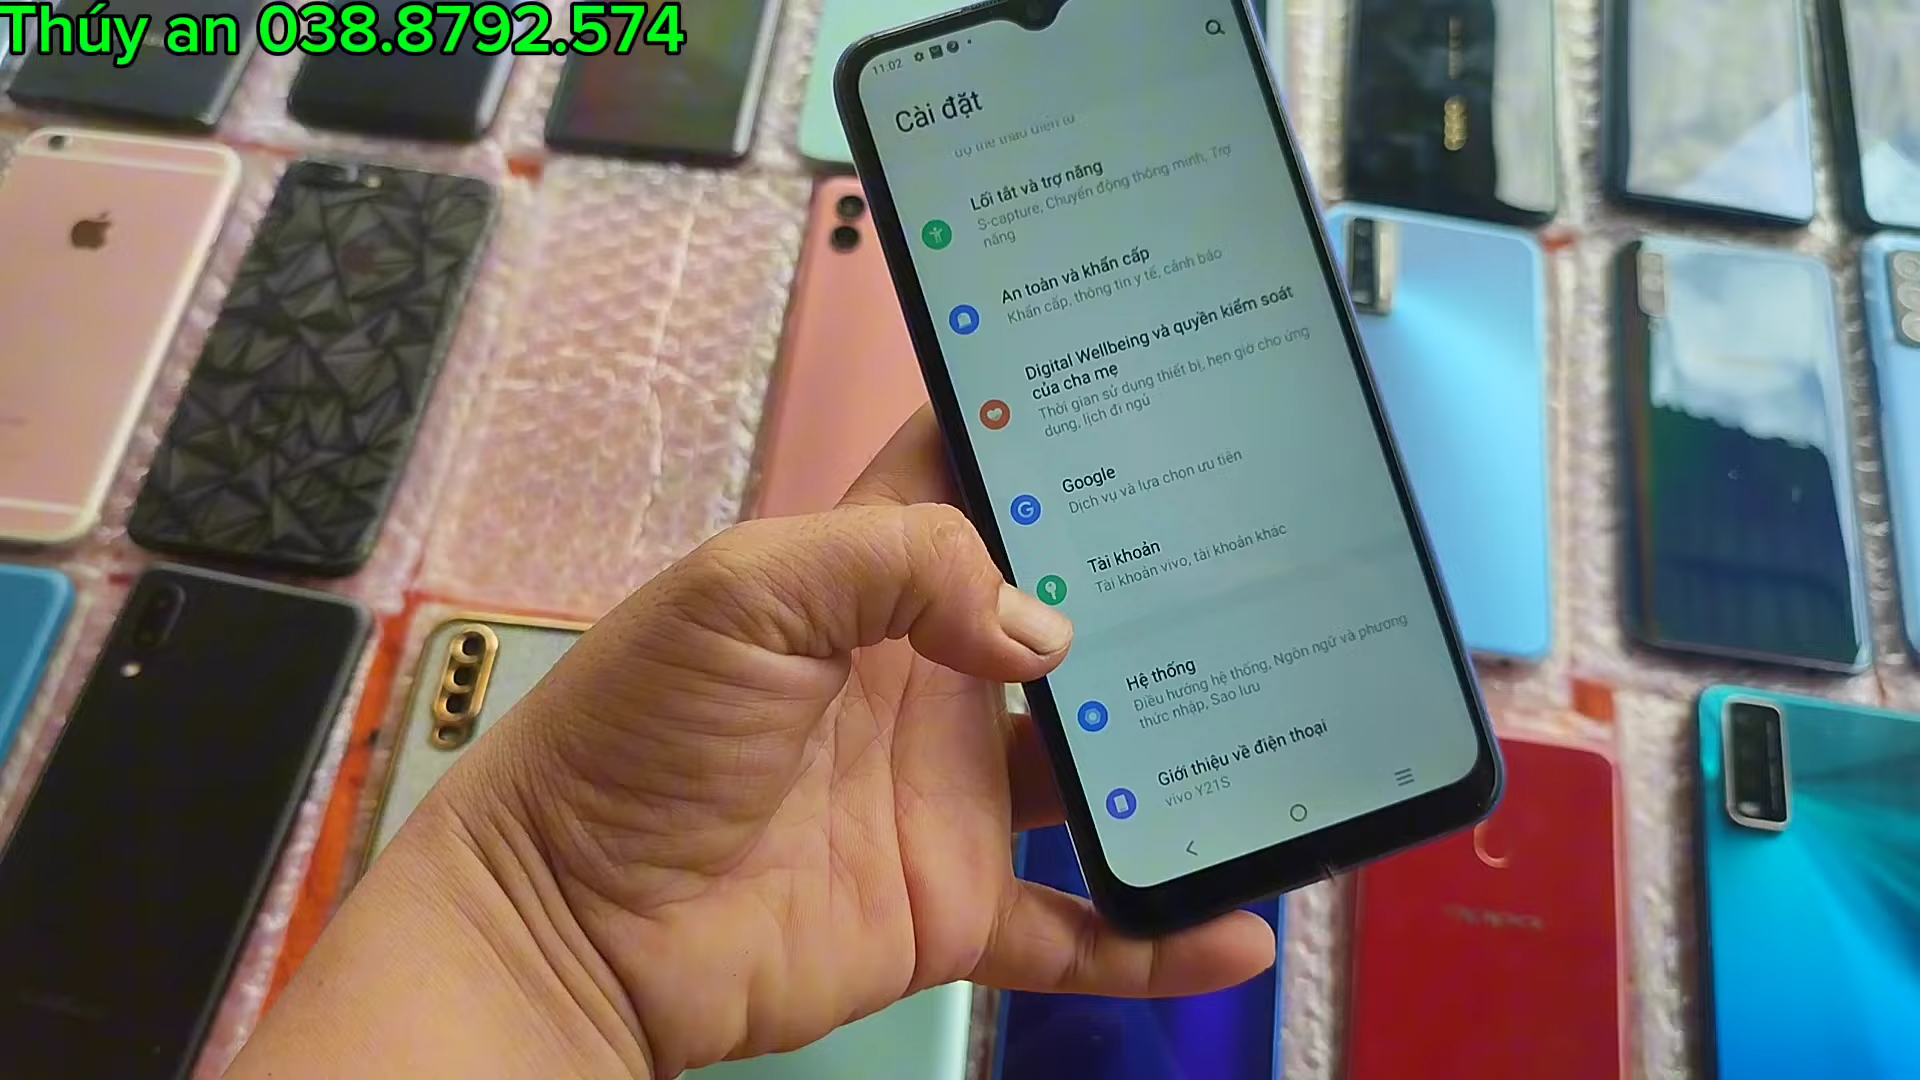 Thúy an 038.8792.574
11:02
Cài đặt
Lối tắt và trợ năng
S-capture, Chuyển động thông minh, Trợ
năng
An toàn và khẩn cấp
Khẩn cấp, thông tin y tế, cảnh báo
Digital Wellbeing và quyền kiểm soát
của cha mẹ
Thời gian sử dụng thiết bị, hẹn giờ cho ứng
dụng, lịch đi ngủ
Google
Dịch vụ và lựa chọn ưu tiên
Tài khoản
Tài khoản vivo, tài khoản khác
Hệ thống
Điều hướng hệ thống, Ngôn ngữ và phương
thức nhập, Sao lưu
Giới thiệu về điện thoại
vivo Y21S
oppo